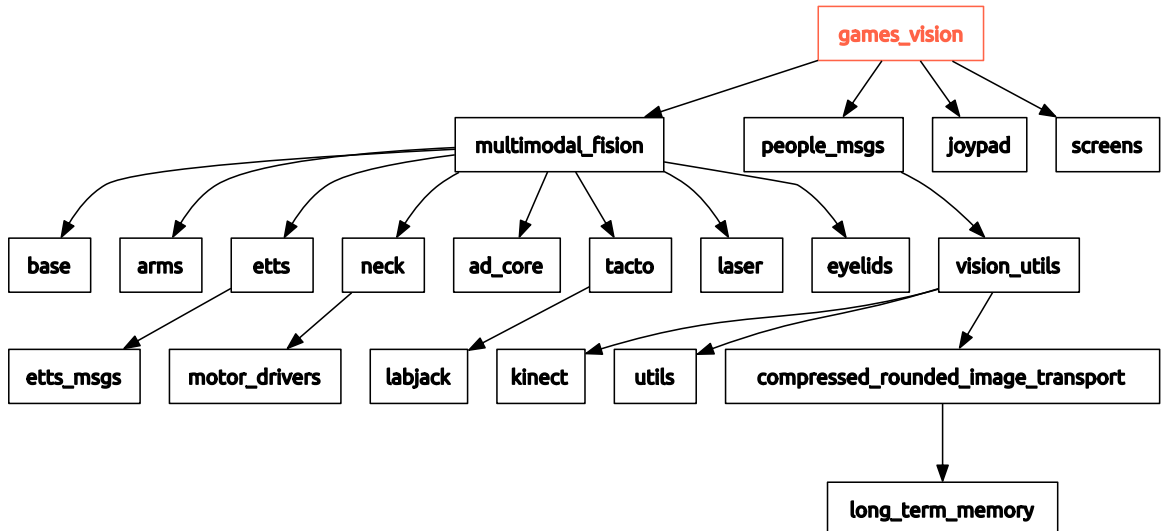 games_vision
multimodal_fision
people_msgs
joypad
screens
base
arms
etts
neck
ad_core
tacto
laser
eyelids
vision_utils
etts_msgs
motor_drivers
labjack
kinect
utils
compressed_rounded_image_transport
long_term_memory